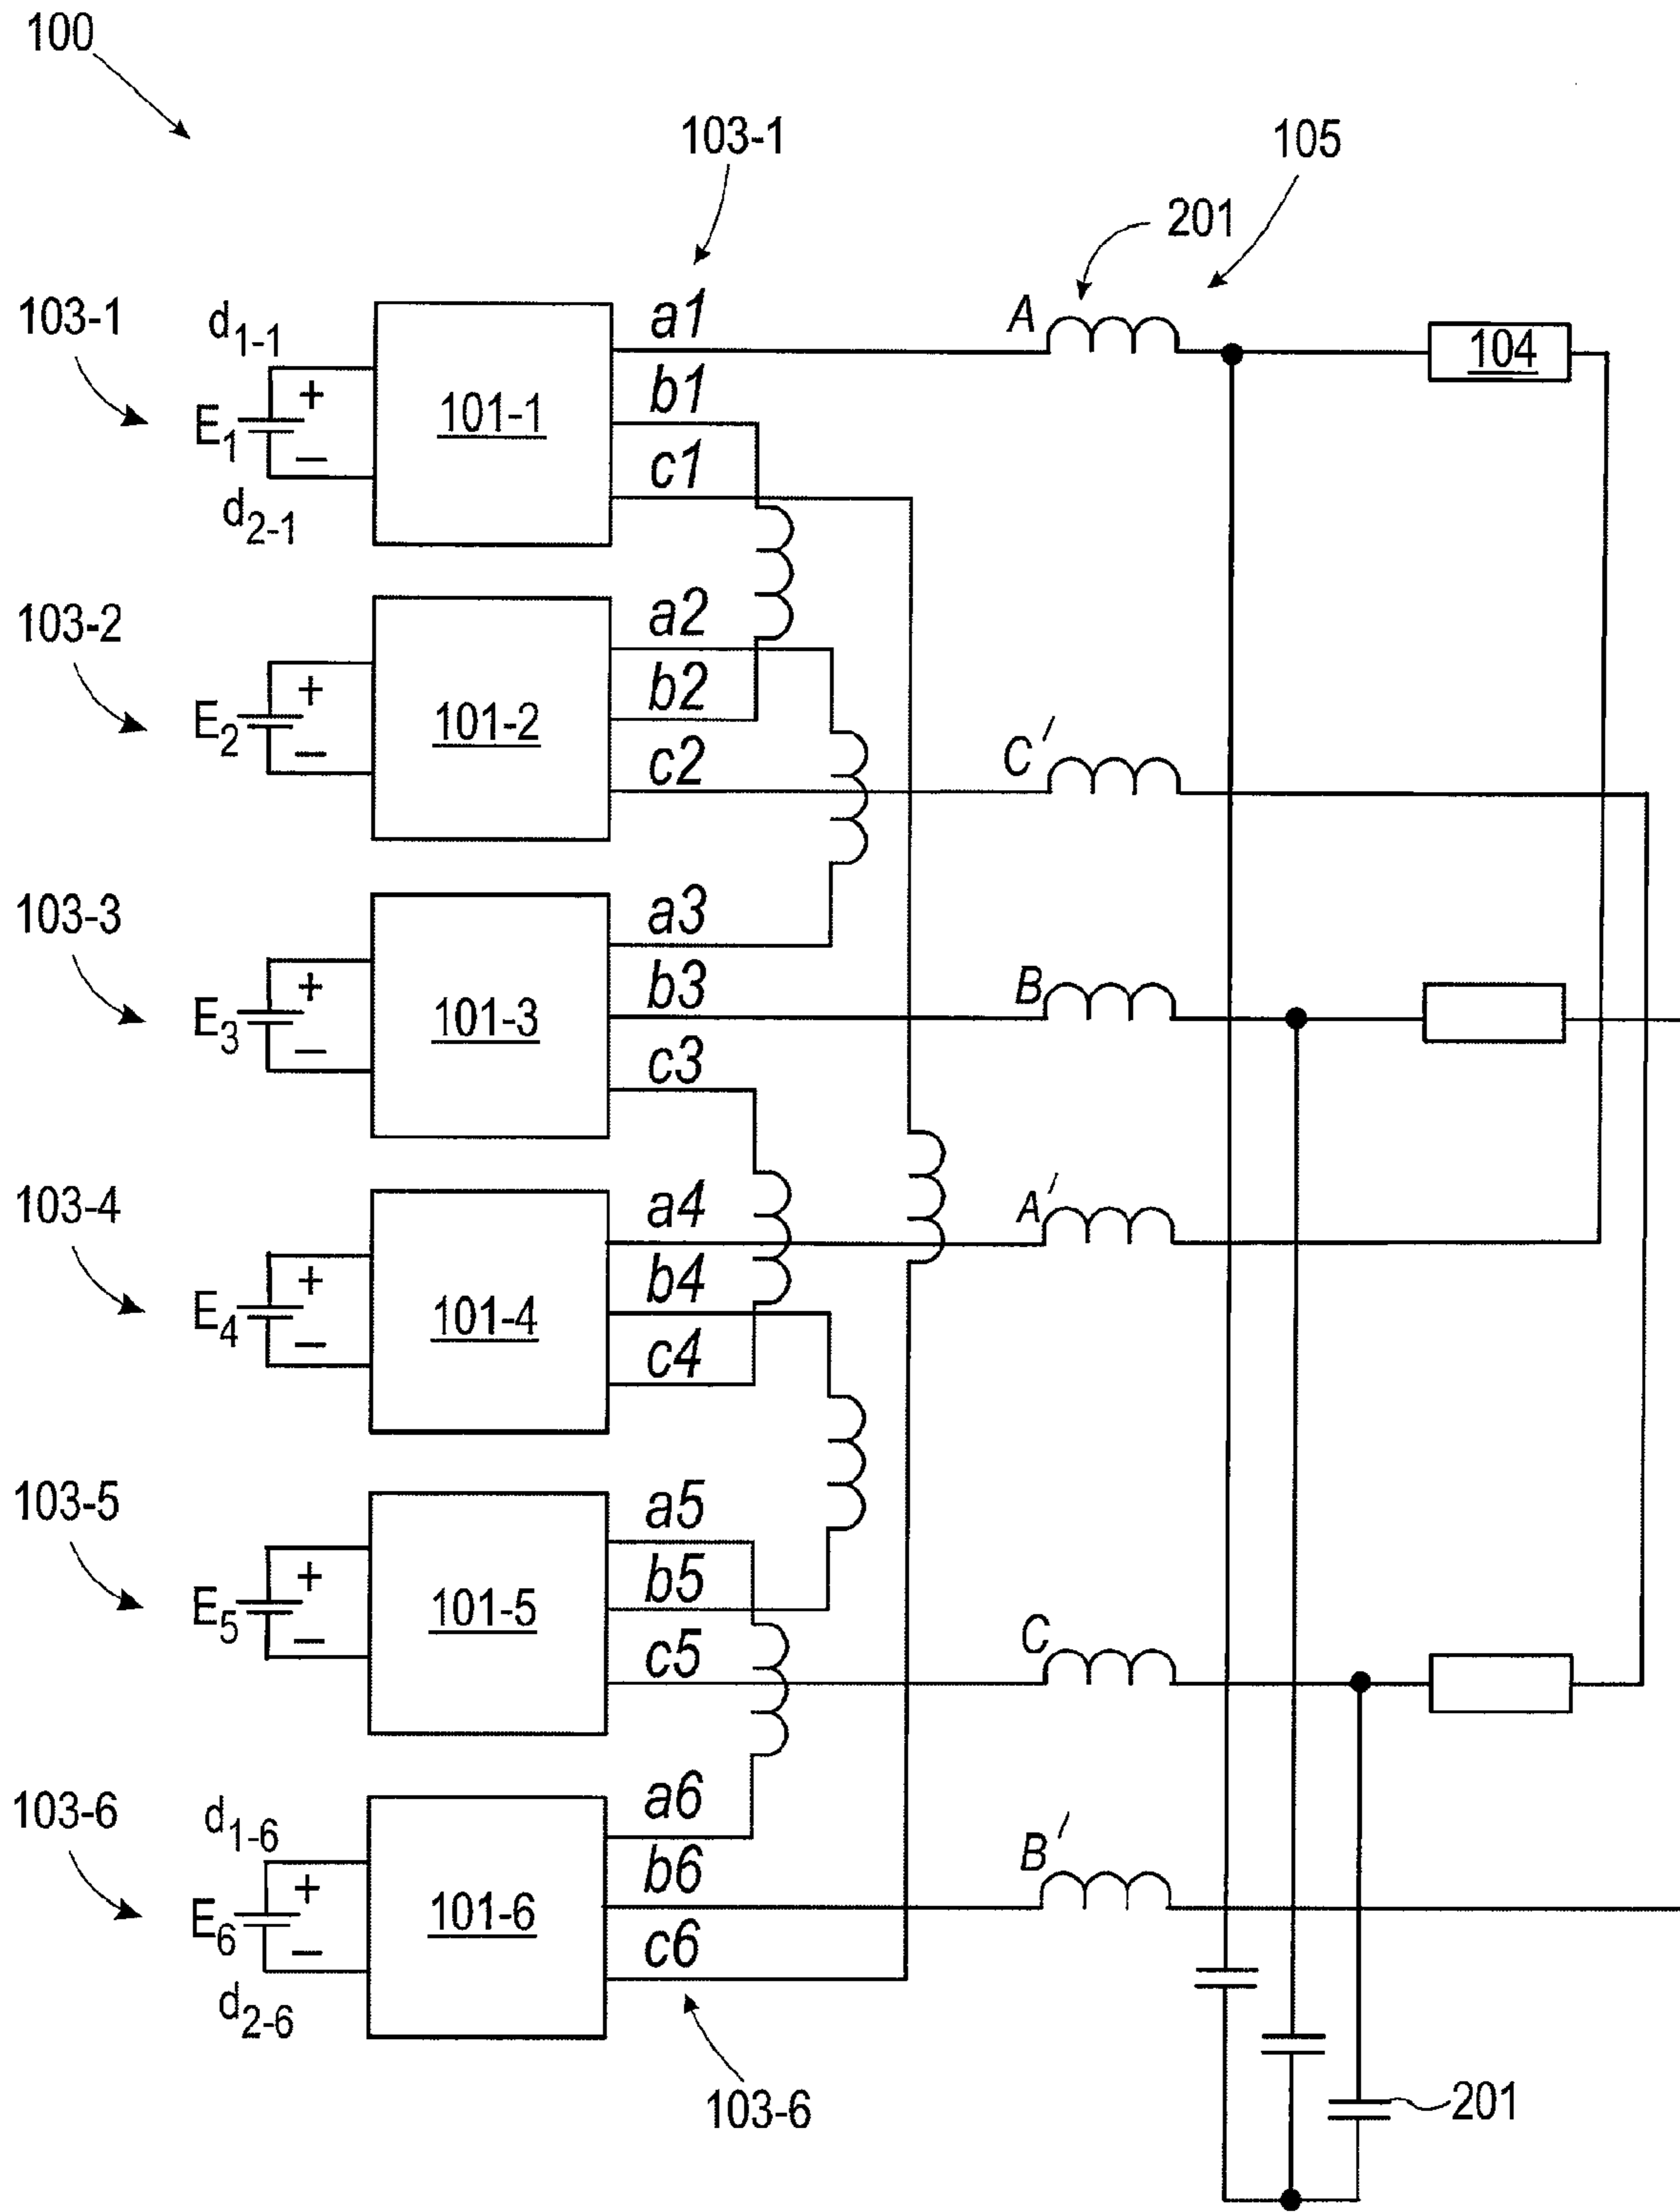 100
103-1
105
201
103-1
d1-1
a1
A
104
b1
+
E1
101-1
−
c1
d2-1
103-2
a2
+
b2
E2
101-2
−
c2
C′
103-3
a3
+
b3
B
E3
101-3
−
c3
103-4
a4
A′
+
b4
E4
101-4
−
c4
103-5
a5
+
b5
E5
101-5
−
c5
C
103-6
d1-6
a6
+
b6
B′
E6
101-6
−
c6
d2-6
103-6
201